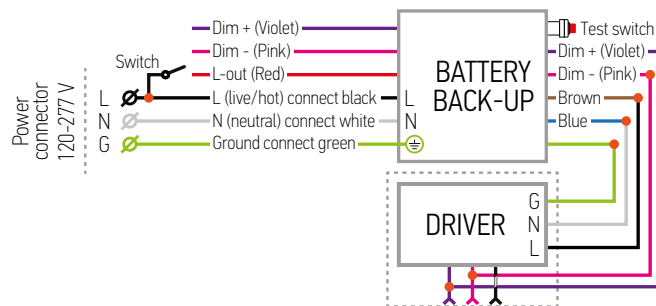 Dim + (Violet)
Test switch
Dim - (Pink)
Dim + (Violet)
Switch
L-out (Red)
BATTERY
BACK-UP
Dim - (Pink)
Power
connector
120-277 V
L
L (live/hot) connect black
L
Brown
N
N (neutral) connect white
N
Blue
G
Ground connect green
DRIVER
G
N
L